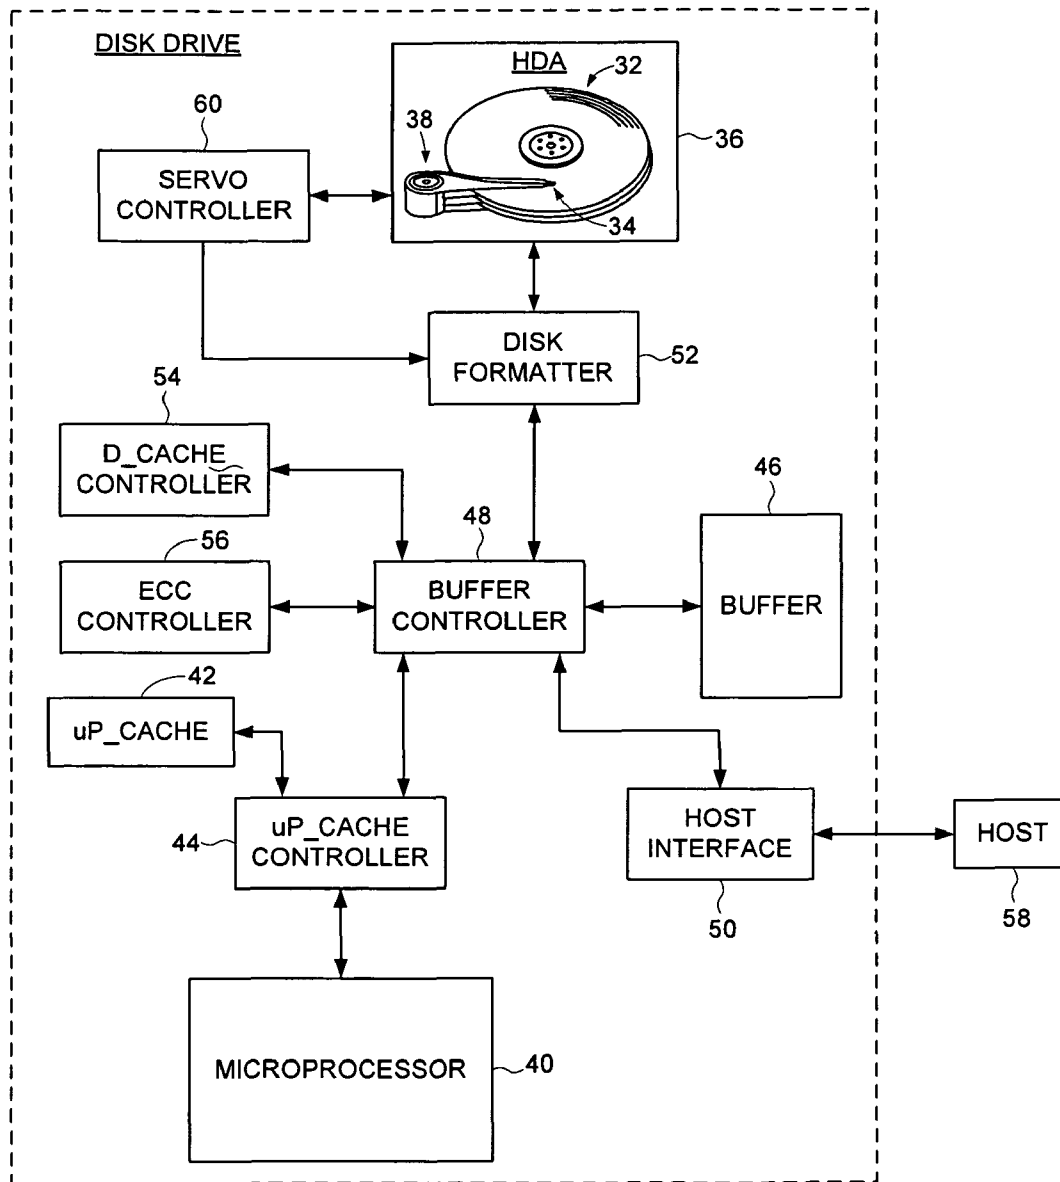 DISK DRIVE
HDA
32
60
38
36
SERVO
CONTROLLER
34
DISK
FORMATTER
52
54
D_CACHE
CONTROLLER
46
48
56
ECC
CONTROLLER
BUFFER
CONTROLLER
BUFFER
42
uP_CACHE
44
uP_CACHE
CONTROLLER
HOST
INTERFACE
HOST
50
58
MICROPROCESSOR
40